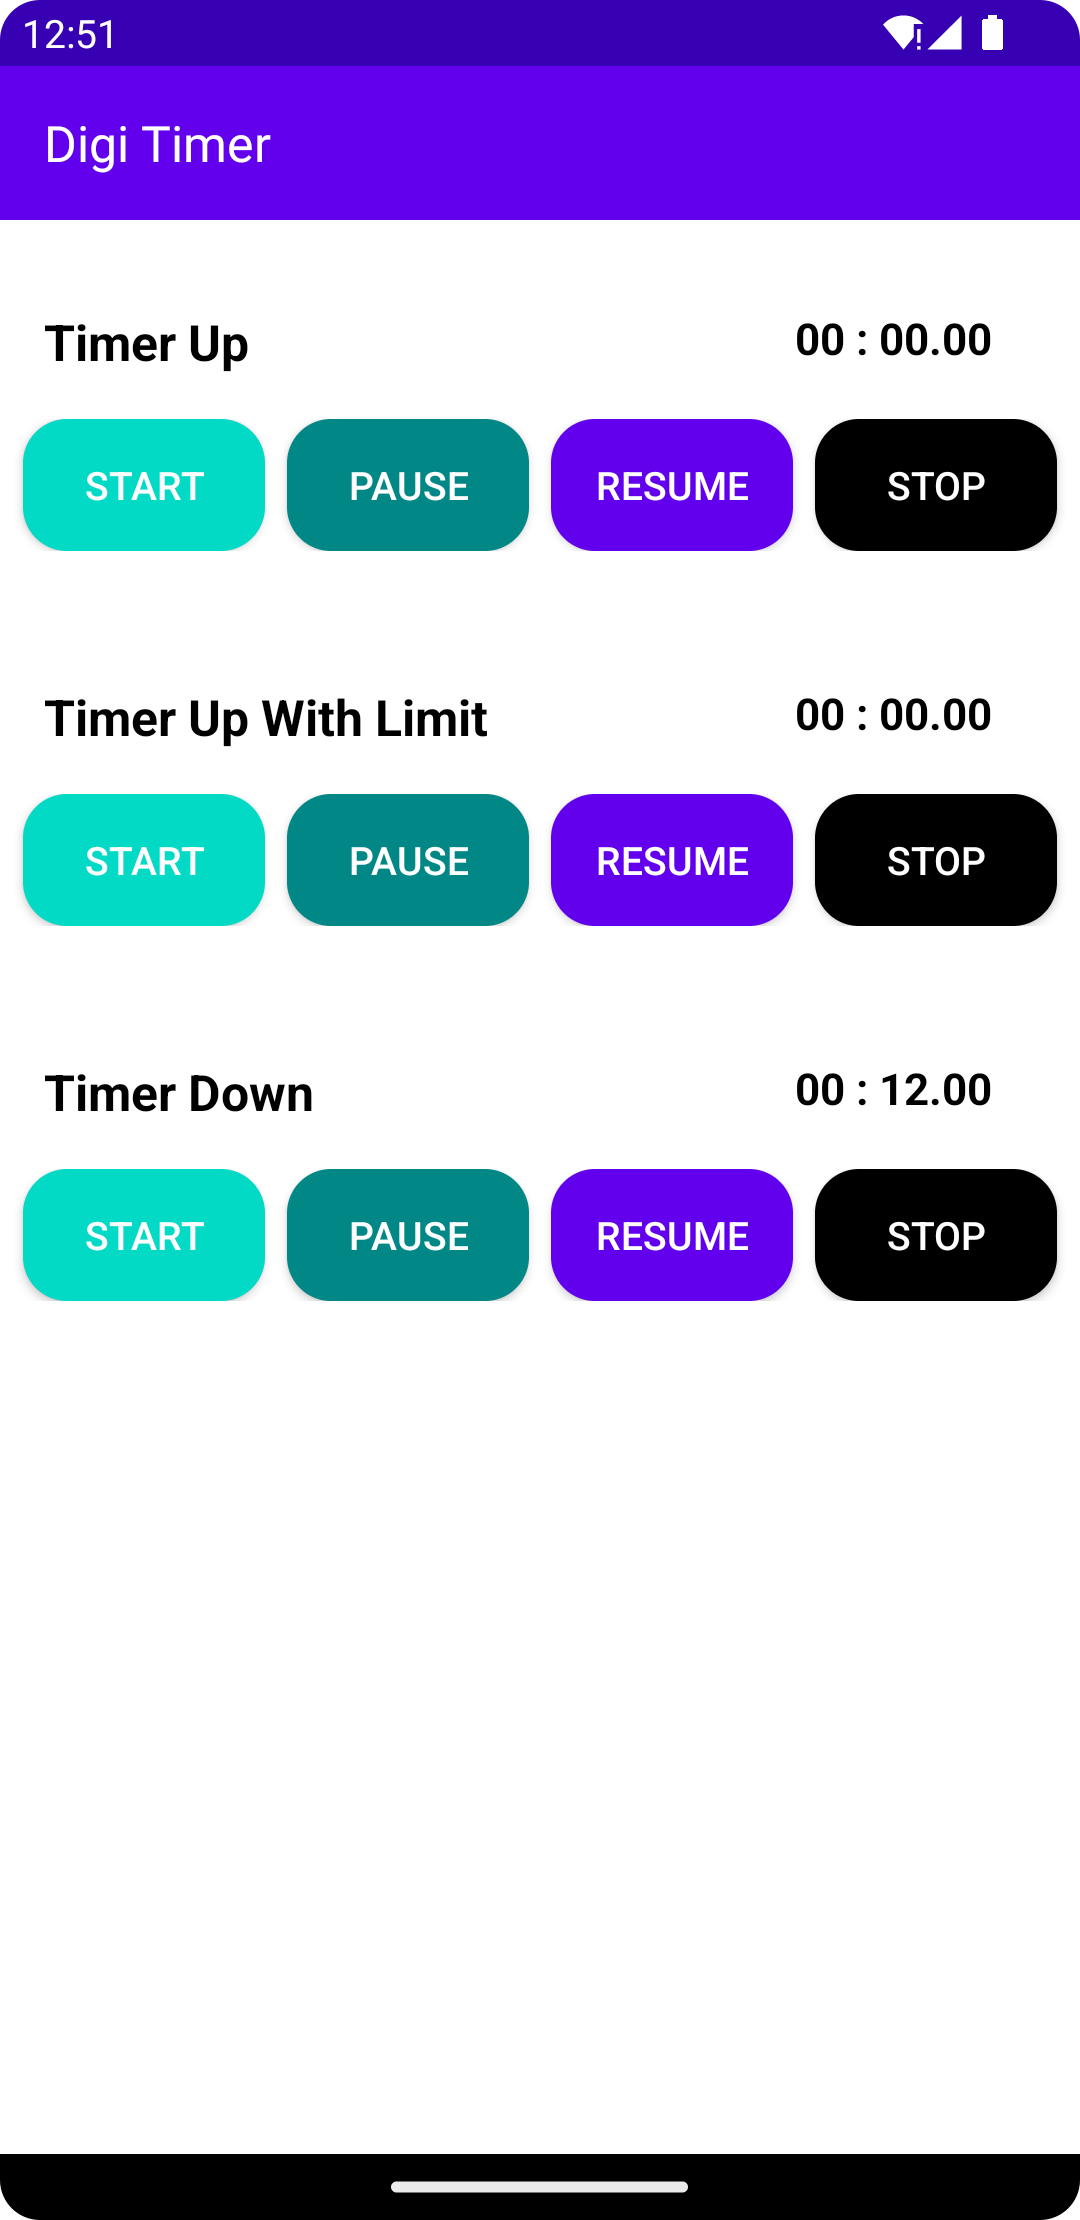 12:51
Digi Timer
Timer Up 00 : 00.00
START PAUSE RESUME STOP
Timer Up With Limit 00 : 00.00
START PAUSE RESUME STOP
Timer Down 00 : 12.00
START PAUSE RESUME STOP